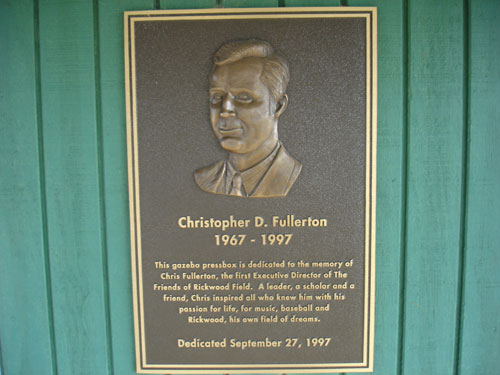 Christopher D. Fullerton
1967 - 1997
This gazebo pressbox is dedicated to the memory of
Chris Fullerton, the first Executive Director of The
Friends of Rickwood Field. A leader, a scholar and a
friend, Chris inspired all who knew him with his
passion for life, for music, baseball and
Rickwood, his own field of dreams.
Dedicated September 27, 1997